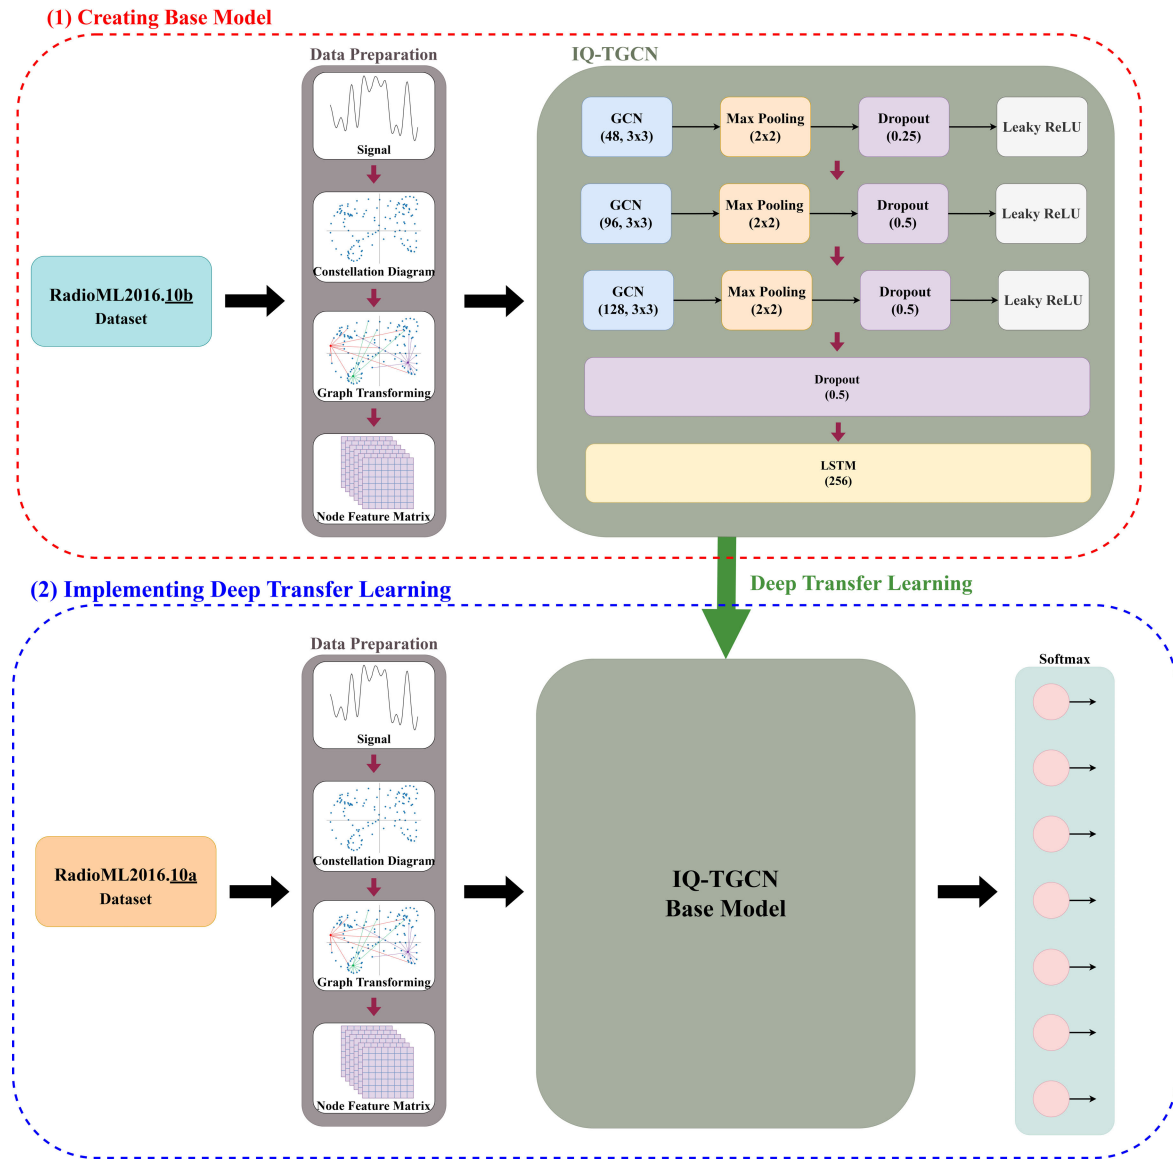 (1) Creating Base Model
Data Preparation
Signal
Constellation Diagram
Graph Transforming
Node Feature Matrix
RadioML2016.10b
Dataset
IQ-TGCN
GCN
(48, 3x3)
Max Pooling
(2x2)
Dropout
(0.25)
Leaky ReLU
GCN
(96, 3x3)
Max Pooling
(2x2)
Dropout
(0.5)
Leaky ReLU
GCN
(128, 3x3)
Max Pooling
(2x2)
Dropout
(0.5)
Leaky ReLU
Dropout
(0.5)
LSTM
(256)
Deep Transfer Learning
(2) Implementing Deep Transfer Learning
Data Preparation
Signal
Constellation Diagram
Graph Transforming
Node Feature Matrix
RadioML2016.10a
Dataset
IQ-TGCN
Base Model
Softmax